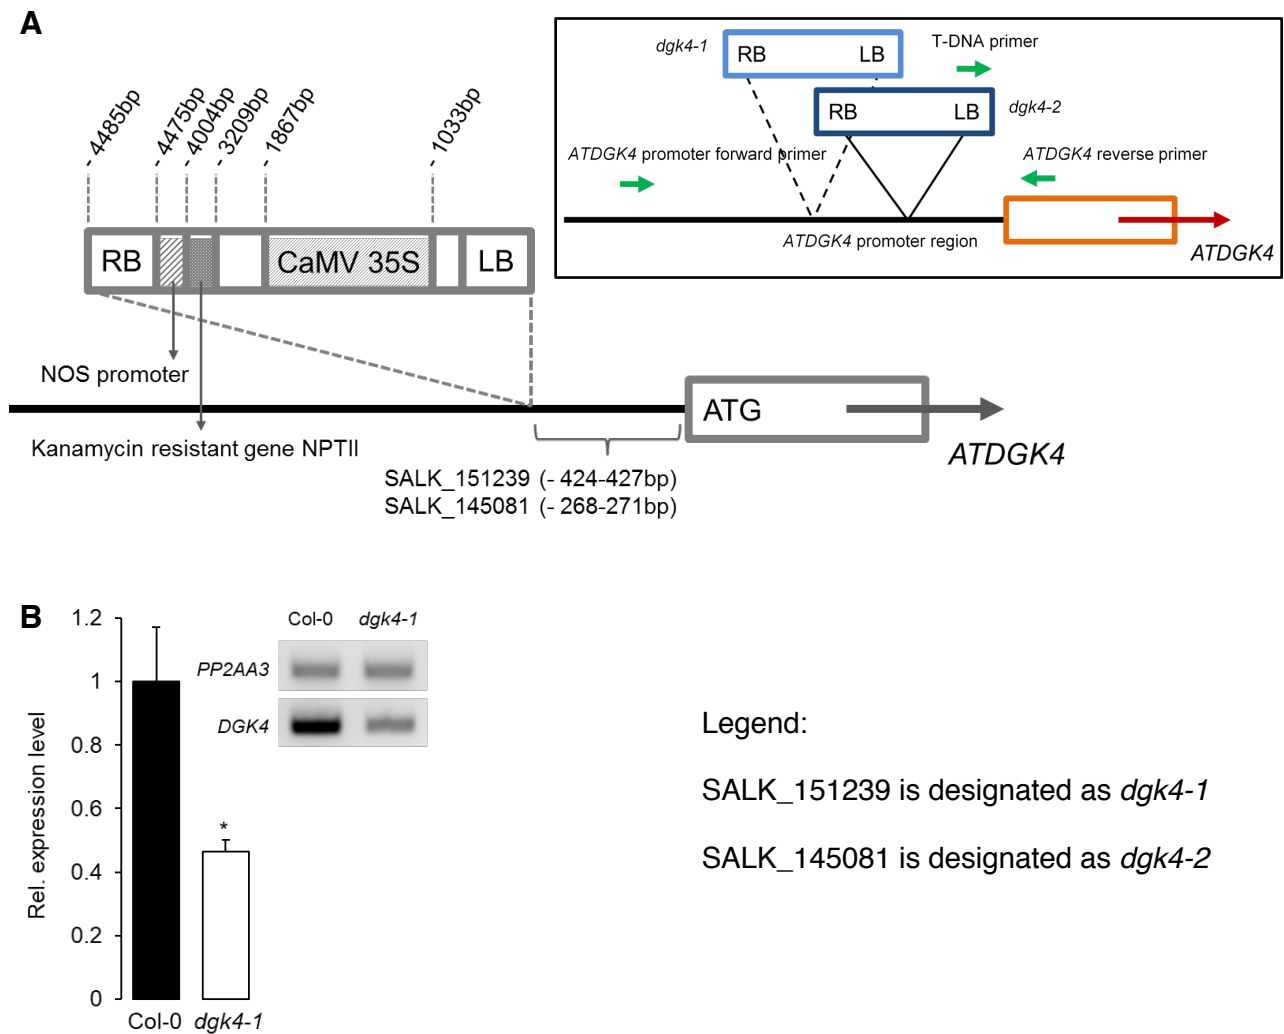 A
4485bp
4475bp
4004bp
3209bp
1867bp
1033bp
RB
CaMV 35S
LB
NOS promoter
Kanamycin resistant gene NPTII
ATG
ATDGK4
SALK_151239 (- 424-427bp)
SALK_145081 (- 268-271bp)
dgk4-1
RB LB
T-DNA primer
RB LB
dgk4-2
ATDGK4 promoter forward primer
ATDGK4 reverse primer
ATDGK4 promoter region
ATDGK4
B
Rel. expression level
1.2
1
0.8
0.6
0.4
0.2
0
*
Col-0 dgk4-1
Col-0 dgk4-1
PP2AA3
DGK4
Legend:
SALK_151239 is designated as dgk4-1
SALK_145081 is designated as dgk4-2